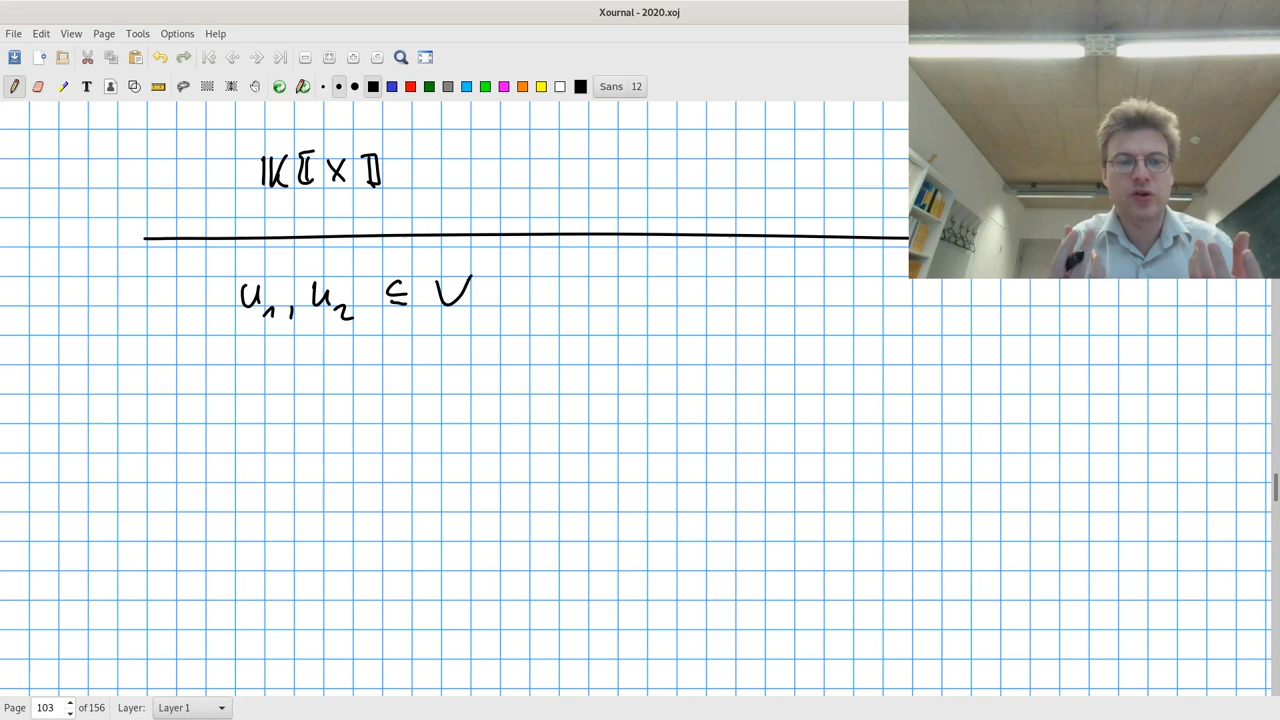 Xournal - 2020.xoj
File Edit View Page Tools Options Help
T Sans 12
𝕂⟦X⟧
U₁, U₂ ⊆ V
Page 103 of 156 Layer: Layer 1